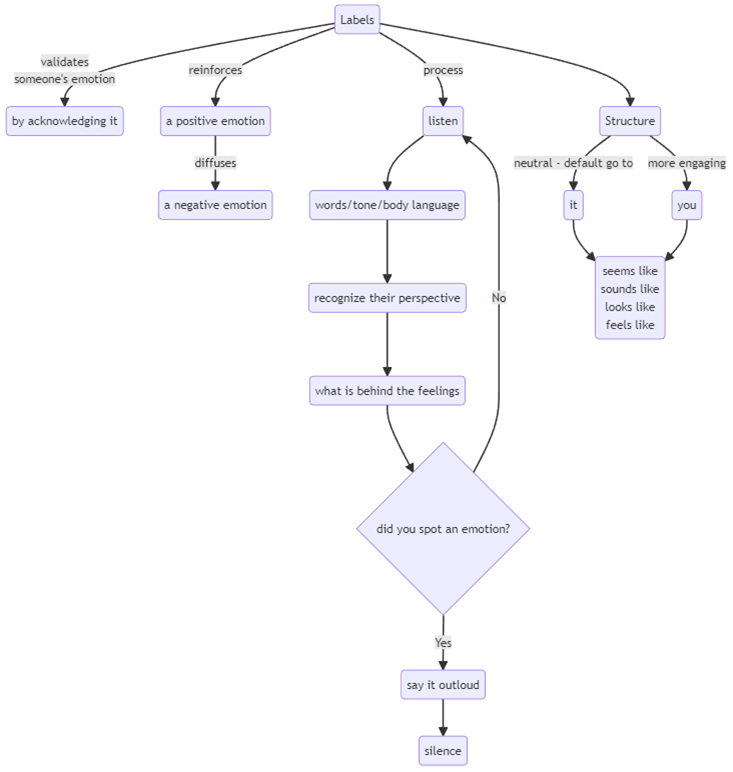 Labels
validates
someone's emotion
reinforces
process
by acknowledging it
a positive emotion
listen
Structure
diffuses
neutral - default go to
more engaging
a negative emotion
words/tone/body language
it
you
seems like
sounds like
looks like
feels like
recognize their perspective
No
what is behind the feelings
did you spot an emotion?
Yes
say it outloud
silence